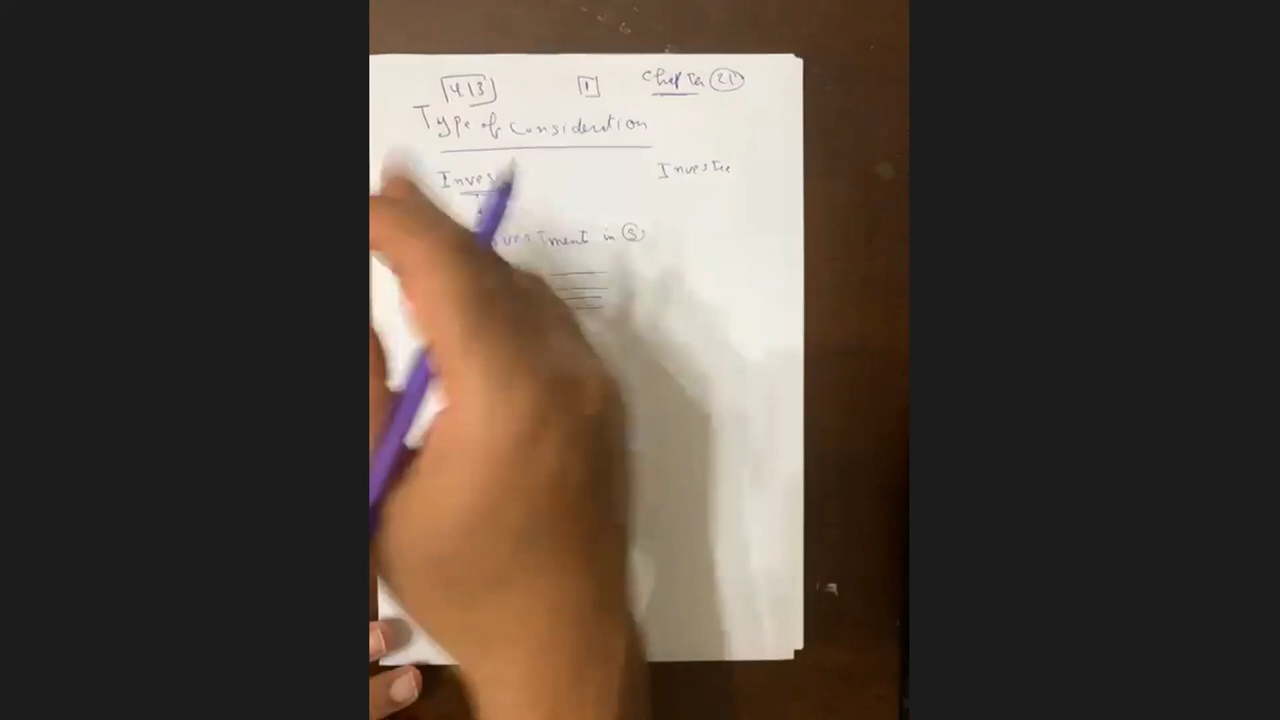 413 1 Chapter 21
Type of Consideration
Inves Investee
vestment in S